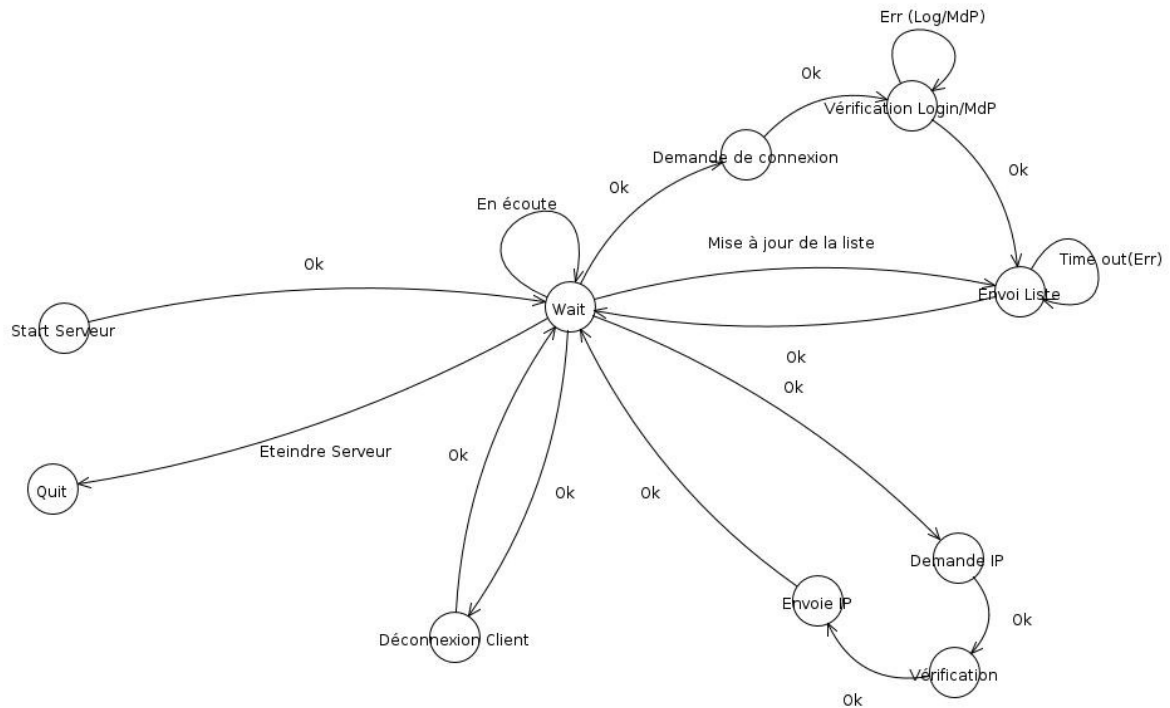 Err (Log/MdP)
Ok
Vérification Login/MdP
Demande de connexion
Ok
Ok
En écoute
Mise à jour de la liste
Time out(Err)
Ok
Envoi Liste
Wait
Start Serveur
Ok
Ok
Eteindre Serveur
Ok
Quit
Ok
Ok
Demande IP
Envoie IP
Ok
Déconnexion Client
Vérification
Ok